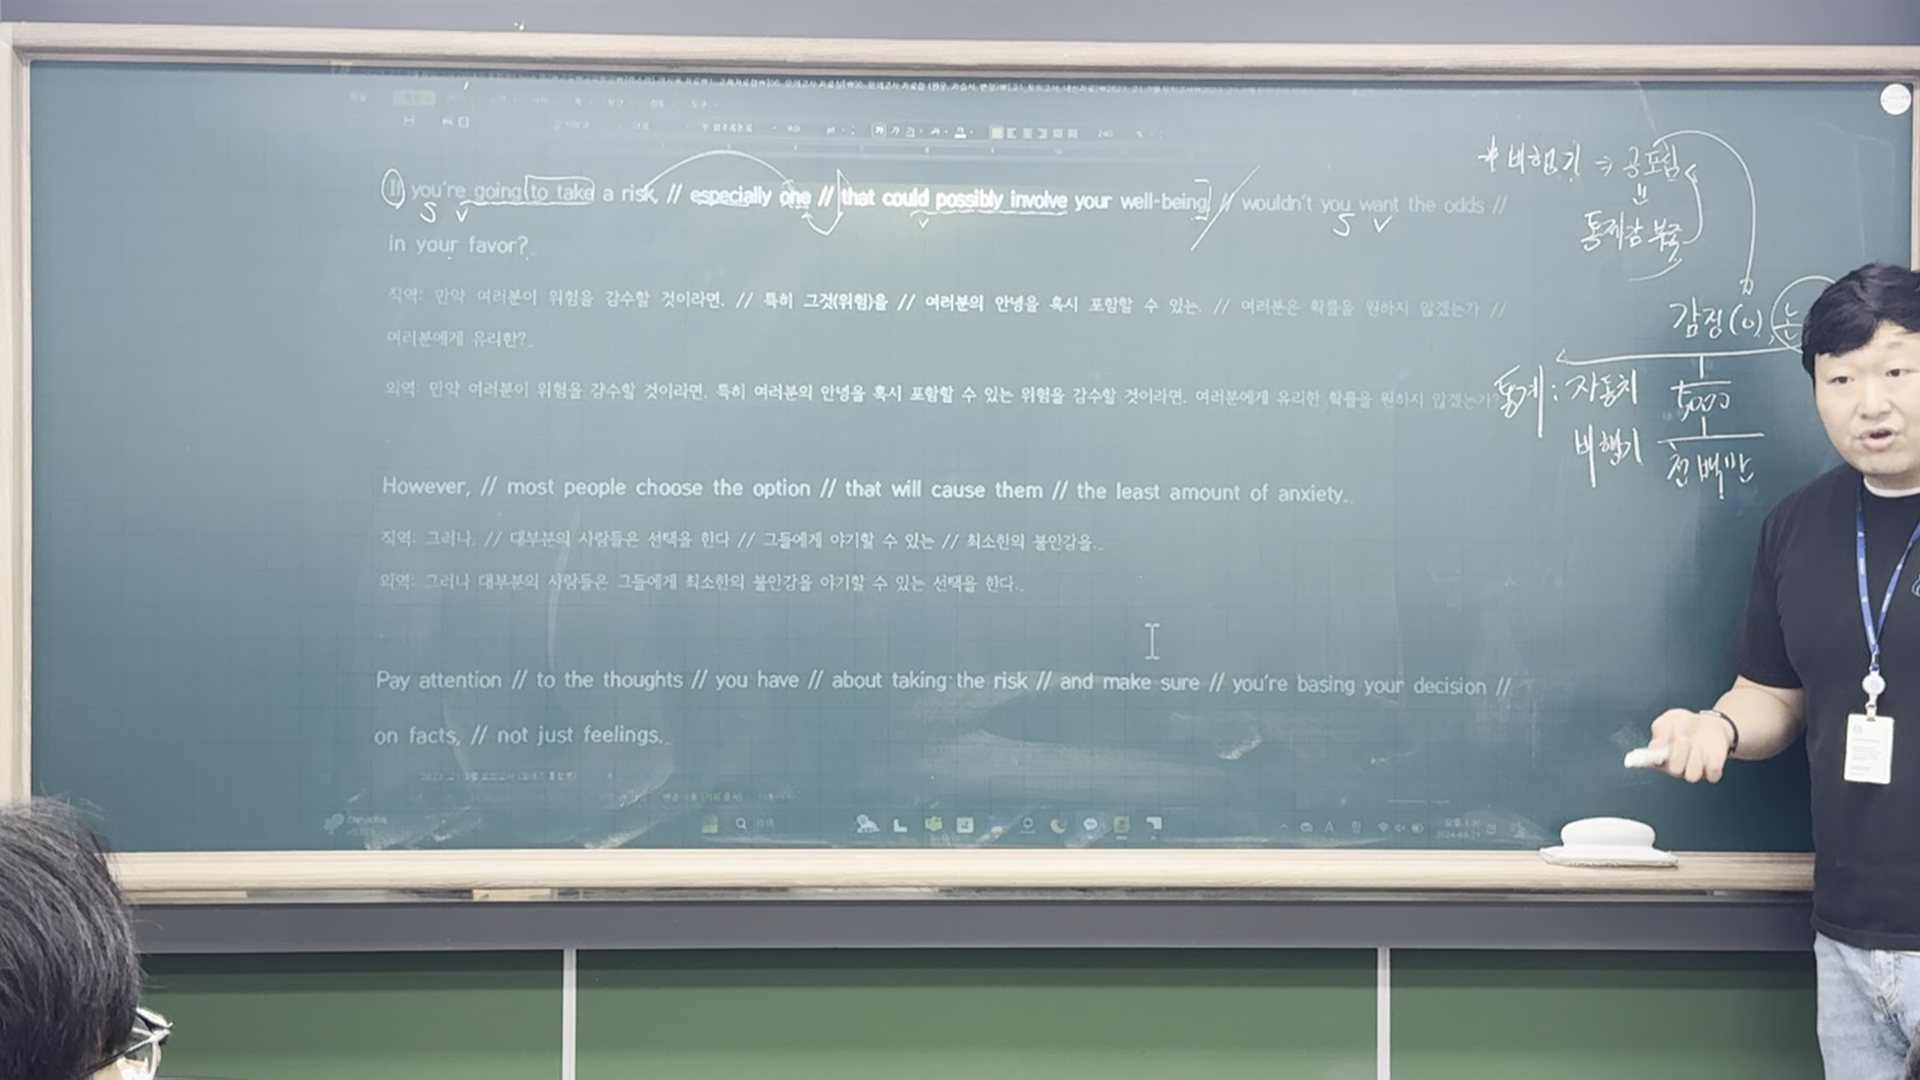 If you're going to take a risk, // especially one // that could possibly involve your well-being, // wouldn't you want the odds //
S V V S V
in your favor?
직역: 만약 여러분이 위험을 감수할 것이라면, // 특히 그것(위험)을 // 여러분의 안녕을 혹시 포함할 수 있는, // 여러분은 확률을 원하지 않겠는가 //
여러분에게 유리한?
의역: 만약 여러분이 위험을 감수할 것이라면, 특히 여러분의 안녕을 혹시 포함할 수 있는 위험을 감수할 것이라면, 여러분에게 유리한 확률을 원하지 않겠는가?
However, // most people choose the option // that will cause them // the least amount of anxiety.
직역: 그러나, // 대부분의 사람들은 선택을 한다 // 그들에게 야기할 수 있는 // 최소한의 불안감을.
의역: 그러나 대부분의 사람들은 그들에게 최소한의 불안감을 야기할 수 있는 선택을 한다.
Pay attention // to the thoughts // you have // about taking the risk // and make sure // you're basing your decision //
on facts, // not just feelings.
* 비행기 ⇒ 공포감
"
통제감 부족
감정(이)
통계: 자동차 1/5000
비행기 1/천백만